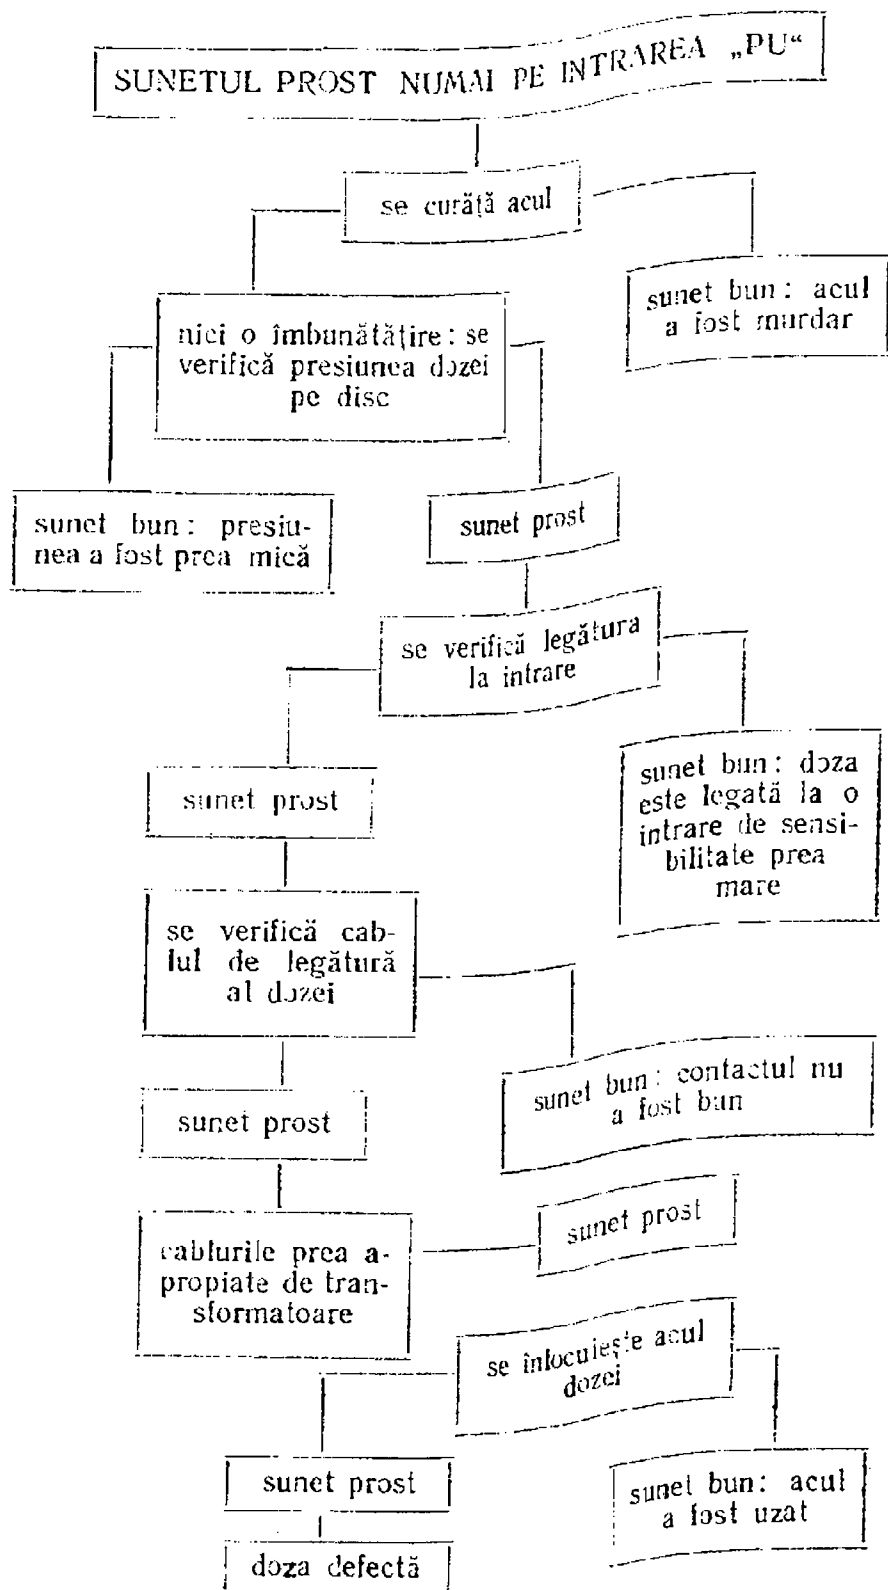 SUNETUL PROST NUMAI PE INTRAREA „PU“
se curăță acul
sunet bun: acul
a fost murdar
nici o îmbunătățire: se
verifică presiunea dozei
pe disc
sunet bun: presiu-
nea a fost prea mică
sunet prost
se verifică legătura
la intrare
sunet prost
sunet bun: doza
este legată la o
intrare de sensi-
bilitate prea
mare
se verifică cab-
lul de legătură
al dozei
sunet prost
sunet bun: contactul nu
a fost bun
cablurile prea a-
propiate de tran-
sformatoare
sunet prost
se înlocuiește acul
dozei
sunet prost
sunet bun: acul
a fost uzat
doza defectă